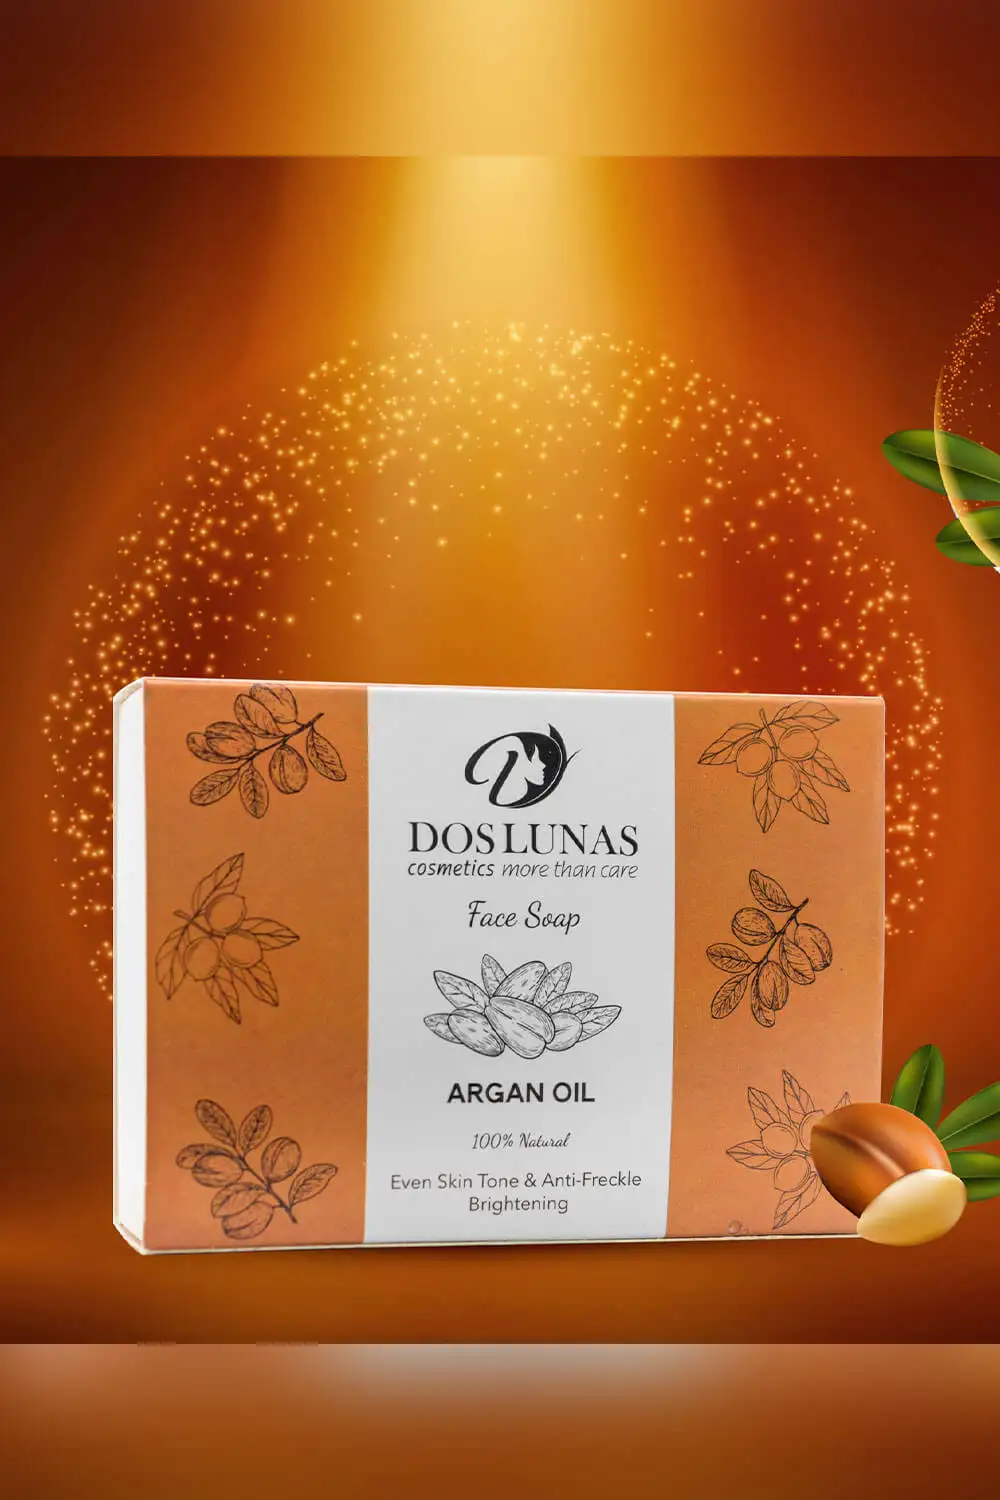 DOS LUNAS
cosmetics more than care
Face Soap
ARGAN OIL
100% Natural
Even Skin Tone & Anti-Freckle
Brightening